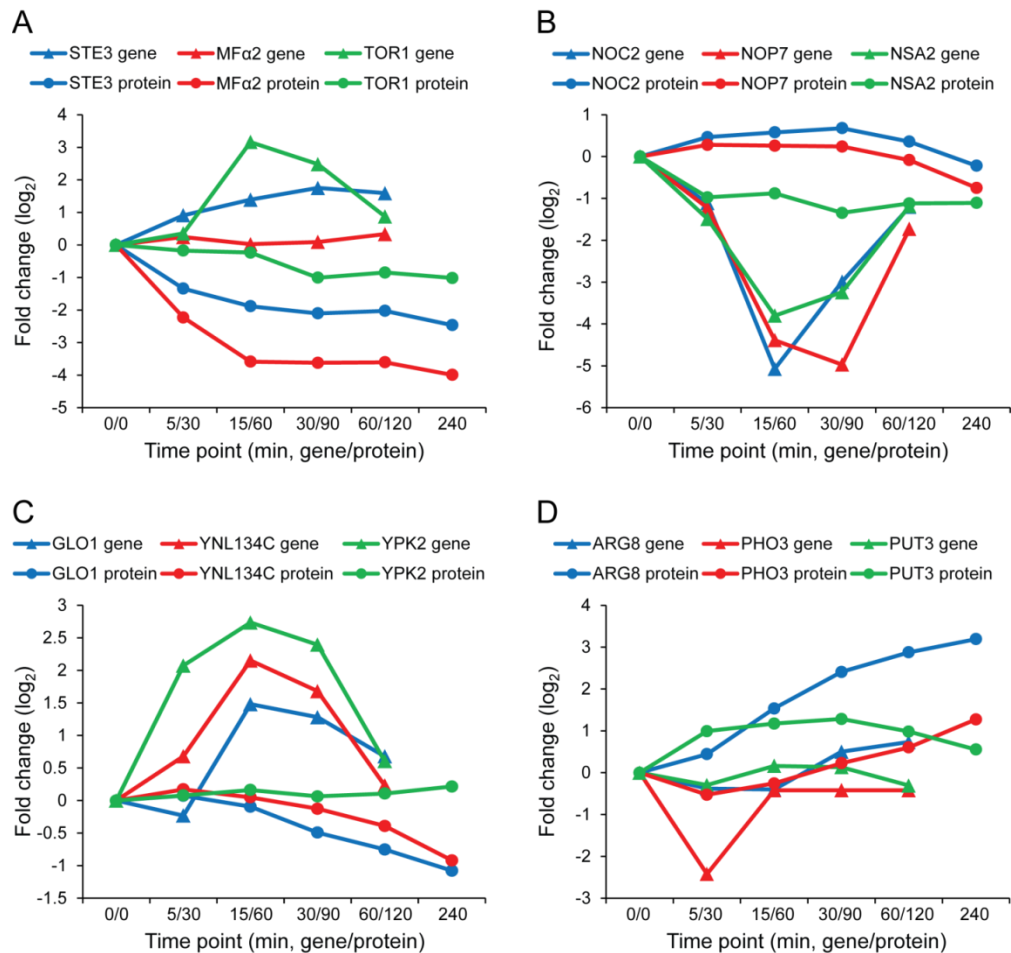 A
STE3 gene MFα2 gene TOR1 gene
STE3 protein MFα2 protein TOR1 protein
Fold change (log2)
4
3
2
1
0
-1
-2
-3
-4
-5
0/0 5/30 15/60 30/90 60/120 240
Time point (min, gene/protein)
B
NOC2 gene NOP7 gene NSA2 gene
NOC2 protein NOP7 protein NSA2 protein
Fold change (log2)
1
0
-1
-2
-3
-4
-5
-6
0/0 5/30 15/60 30/90 60/120 240
Time point (min, gene/protein)
C
GLO1 gene YNL134C gene YPK2 gene
GLO1 protein YNL134C protein YPK2 protein
Fold change (log2)
3
2.5
2
1.5
1
0.5
0
-0.5
-1
-1.5
0/0 5/30 15/60 30/90 60/120 240
Time point (min, gene/protein)
D
ARG8 gene PHO3 gene PUT3 gene
ARG8 protein PHO3 protein PUT3 protein
Fold change (log2)
4
3
2
1
0
-1
-2
-3
0/0 5/30 15/60 30/90 60/120 240
Time point (min, gene/protein)